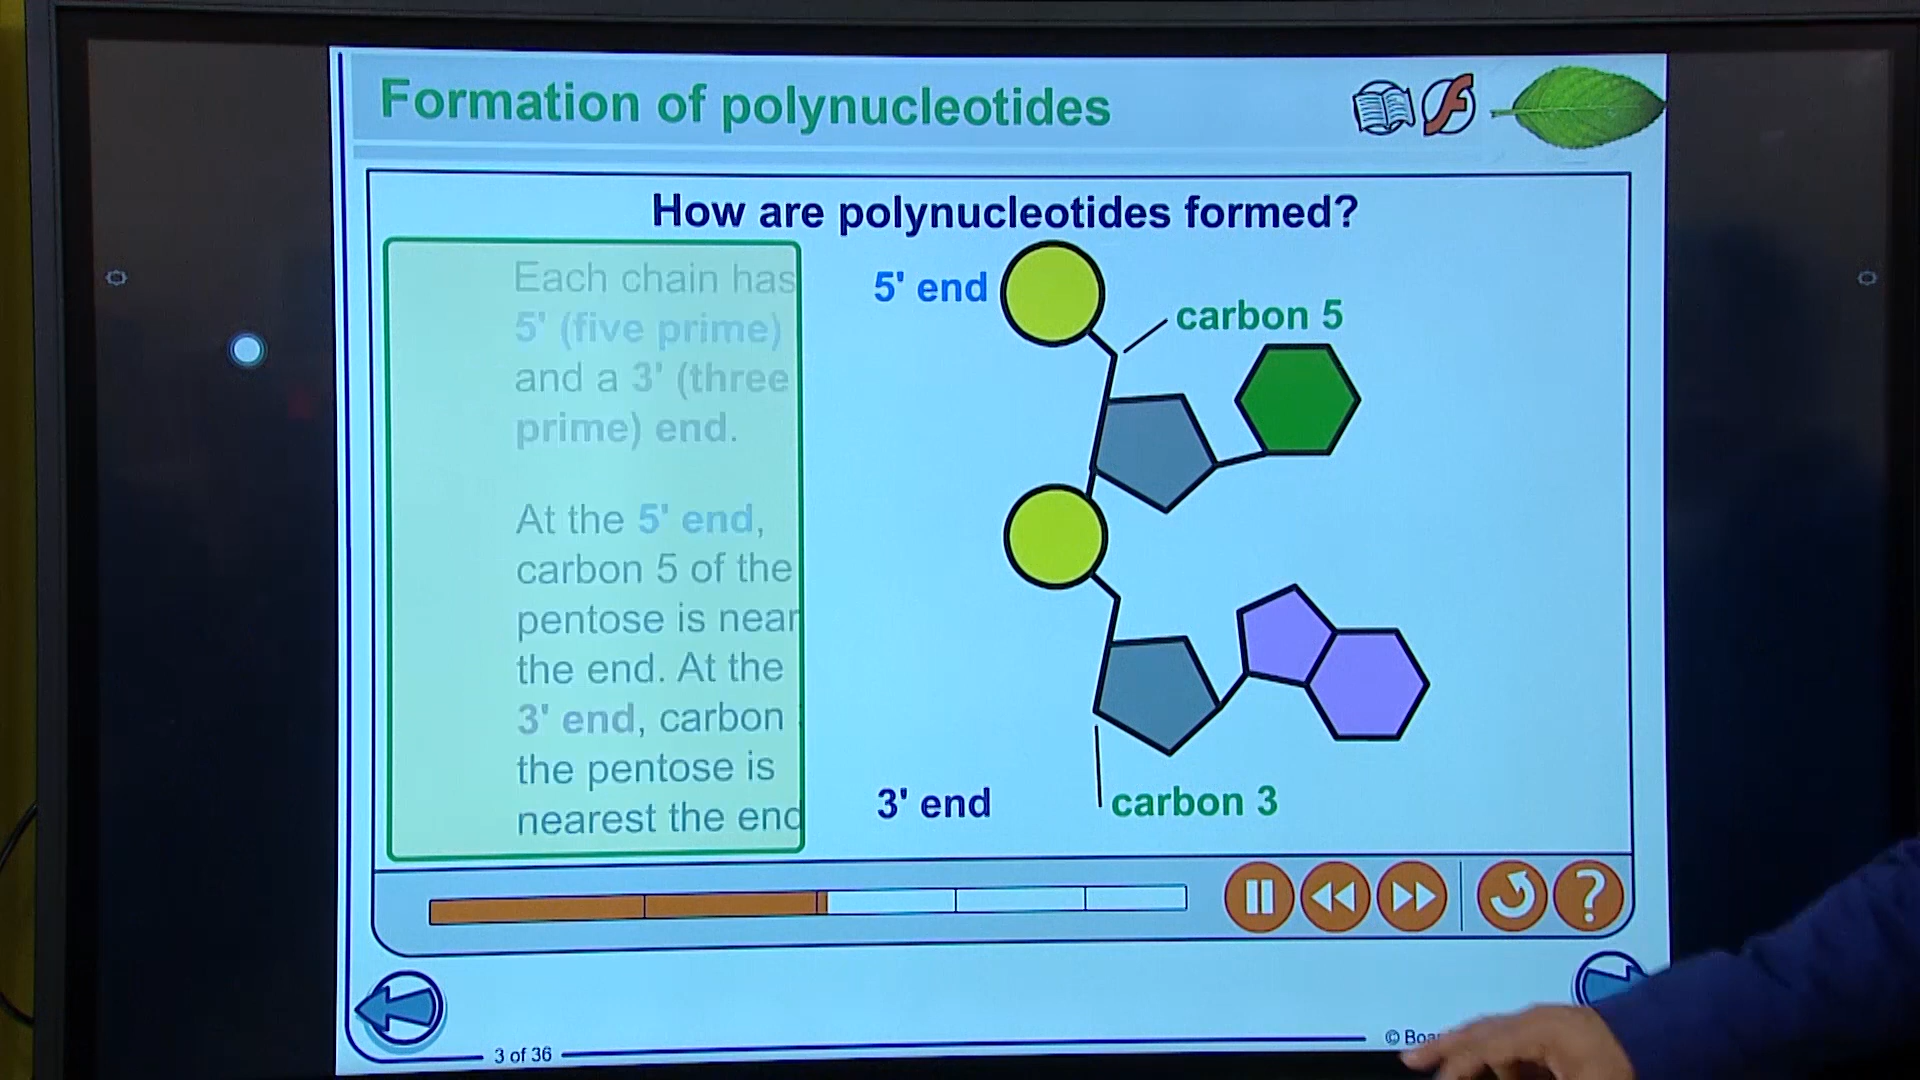 Formation of polynucleotides
How are polynucleotides formed?
Each chain has
5' (five prime)
and a 3' (three
prime) end.
At the 5' end,
carbon 5 of the
pentose is near
the end. At the
3' end, carbon
the pentose is
nearest the end
5' end
carbon 5
3' end
carbon 3
?
3 of 36
©